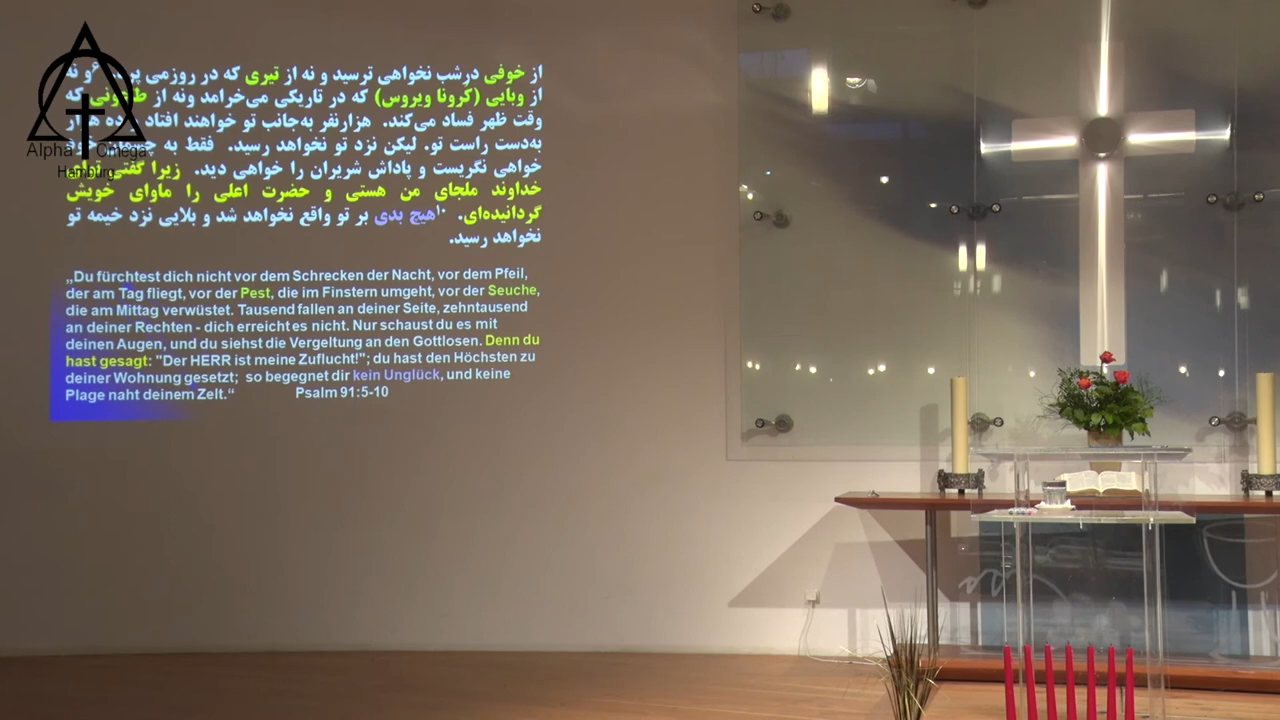 از خوفی درشب نخواهی ترسید و نه از تیری که در روزمی و نه
از وبایی (کرونا ویروس) که در تاریکی می‌خرامد ونه از که
وقت ظهر فساد می‌کند. هزارنفر به‌جانب تو خواهند افتاد
به‌دست راست تو. لیکن نزد تو نخواهد رسید. فقط به
خواهی نگریست و پاداش شریران را خواهی دید. زیرا گفتی
خداوند ملجای من هستی و حضرت اعلی را ماوای خویش
گردانیده‌ای. ۱۰هیچ بدی بر تو واقع نخواهد شد و بلایی نزد خیمه تو
نخواهد رسید.
„Du fürchtest dich nicht vor dem Schrecken der Nacht, vor dem Pfeil,
der am Tag fliegt, vor der Pest, die im Finstern umgeht, vor der Seuche,
die am Mittag verwüstet. Tausend fallen an deiner Seite, zehntausend
an deiner Rechten - dich erreicht es nicht. Nur schaust du es mit
deinen Augen, und du siehst die Vergeltung an den Gottlosen. Denn du
hast gesagt: "Der HERR ist meine Zuflucht!"; du hast den Höchsten zu
deiner Wohnung gesetzt; so begegnet dir kein Unglück, und keine
Plage naht deinem Zelt.“ Psalm 91:5-10
Alpha Omega
Hamburg